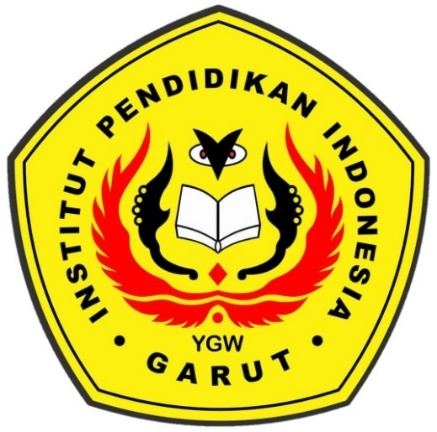 INSTITUT PENDIDIKAN INDONESIA
YGW
• GARUT •